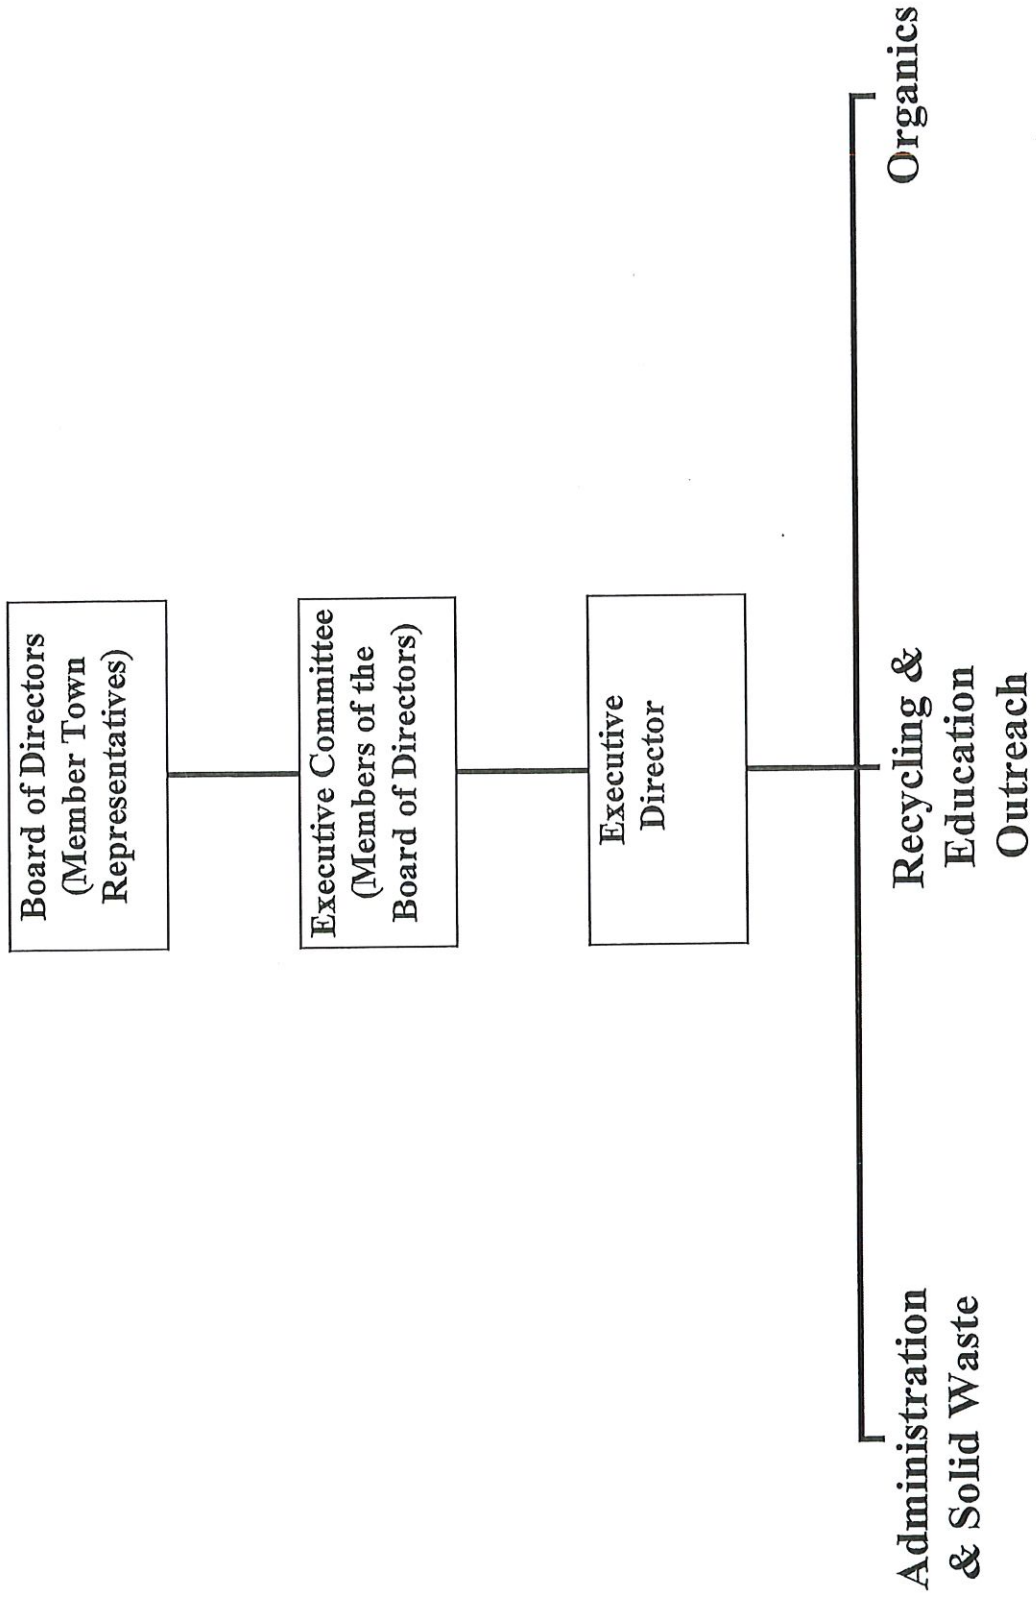 Board of Directors
(Member Town
Representatives)
Executive Committee
(Members of the
Board of Directors)
Executive
Director
Administration
& Solid Waste
Recycling &
Education
Outreach
Organics